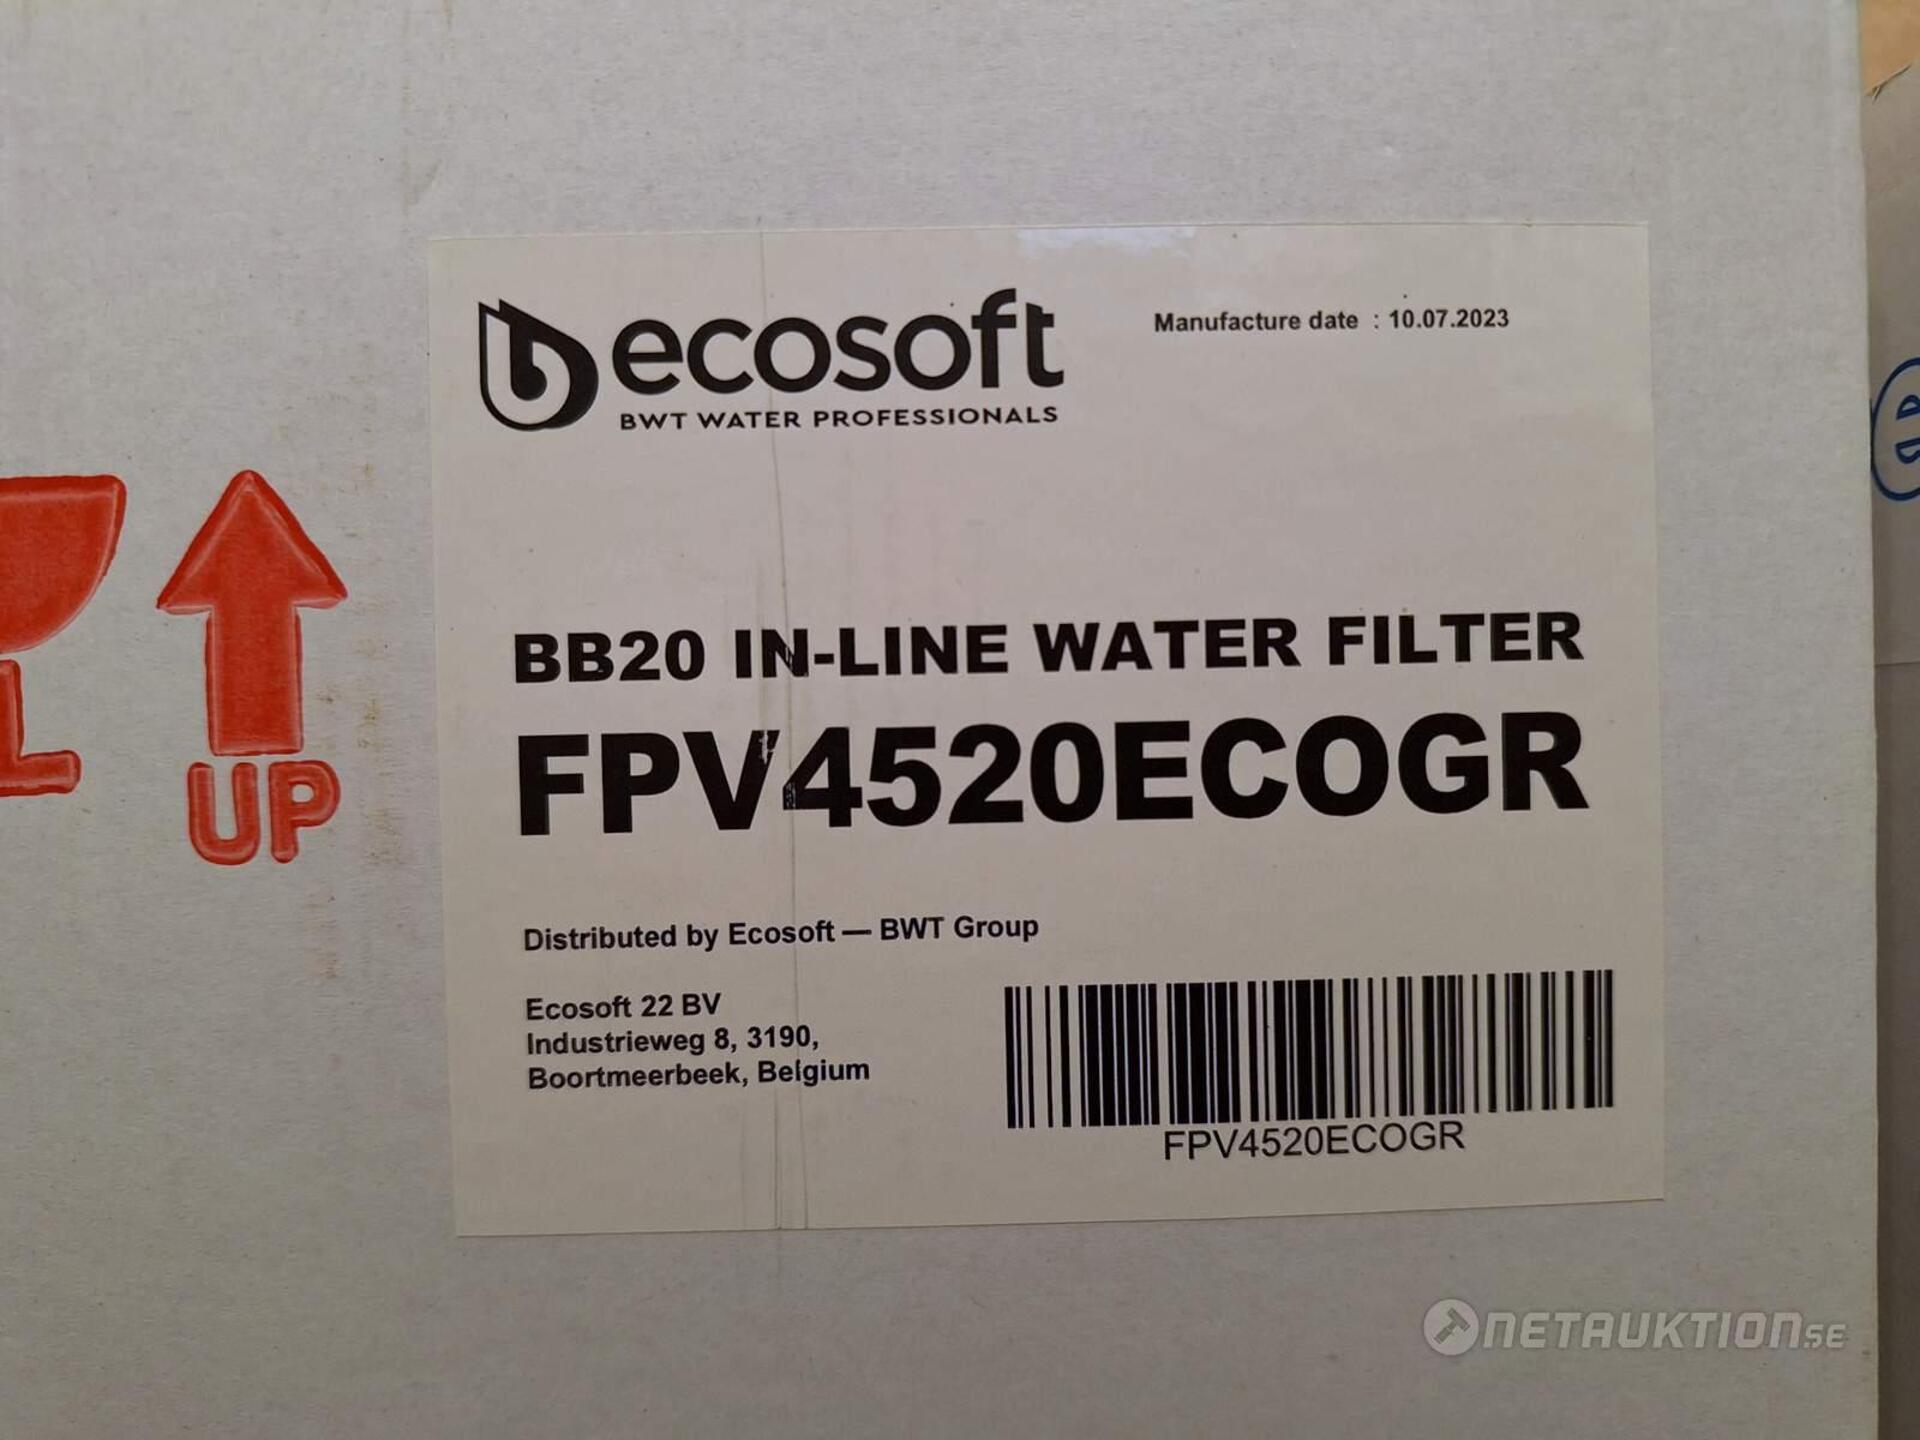 ecosoft
BWT WATER PROFESSIONALS
Manufacture date : 10.07.2023
BB20 IN-LINE WATER FILTER
FPV4520ECOGR
UP
Distributed by Ecosoft — BWT Group
Ecosoft 22 BV
Industrieweg 8, 3190,
Boortmeerbeek, Belgium
FPV4520ECOGR
NETAUKTION.SE